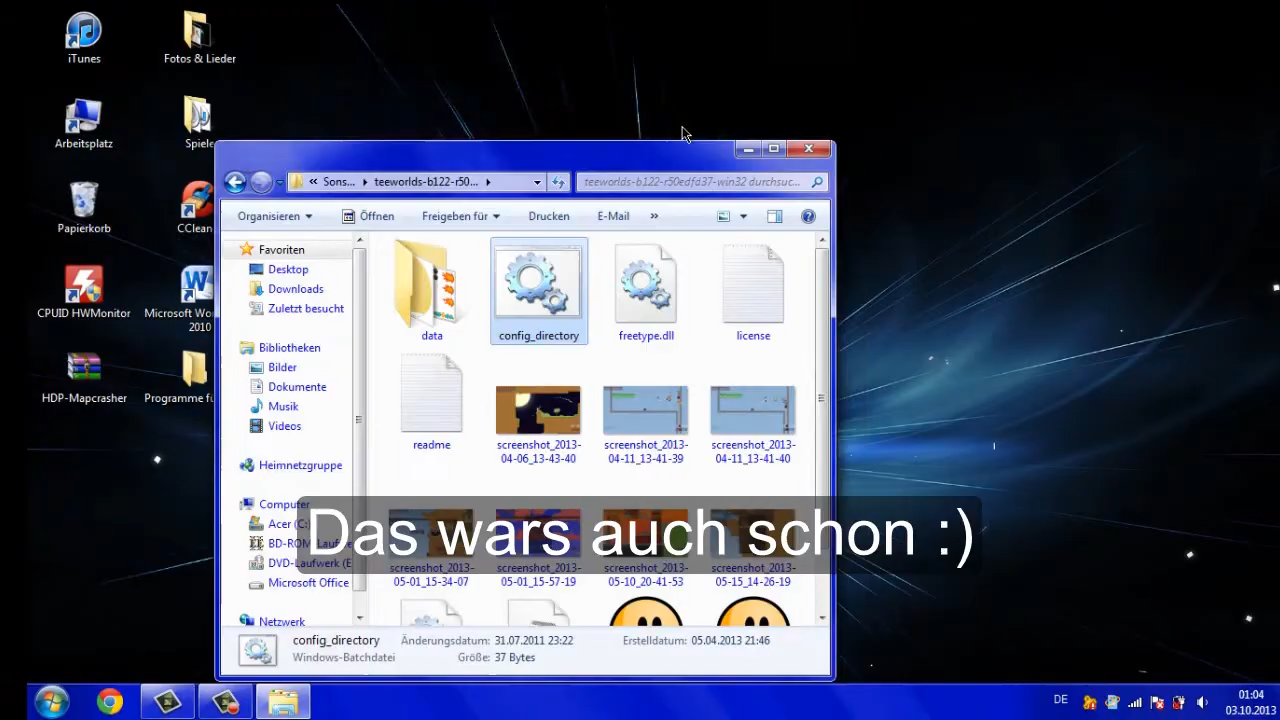 iTunes
Fotos & Lieder
Arbeitsplatz
Spiele
Papierkorb
CClean
CPUID HWMonitor
Microsoft Wor
2010
HDP-Mapcrasher
Programme fü
« Sons...
teeworlds-b122-r50...
teeworlds-b122-r50edfd37-win32 durchsuc...
Organisieren
Öffnen
Freigeben für
Drucken
E-Mail
»
Favoriten
Desktop
Downloads
Zuletzt besucht
Bibliotheken
Bilder
Dokumente
Musik
Videos
Heimnetzgruppe
Computer
Acer (C:
BD-ROM-Laufwe
DVD-Laufwerk (E
Microsoft Office
Netzwerk
data
config_directory
freetype.dll
license
readme
screenshot_2013-
04-06_13-43-40
screenshot_2013-
04-11_13-41-39
screenshot_2013-
04-11_13-41-40
screenshot_2013-
05-01_15-34-07
screenshot_2013-
05-01_15-57-19
screenshot_2013-
05-10_20-41-53
screenshot_2013-
05-15_14-26-19
Das wars auch schon :)
config_directory
Änderungsdatum: 31.07.2011 23:22
Erstelldatum: 05.04.2013 21:46
Windows-Batchdatei
Größe: 37 Bytes
DE
01:04
03.10.2013